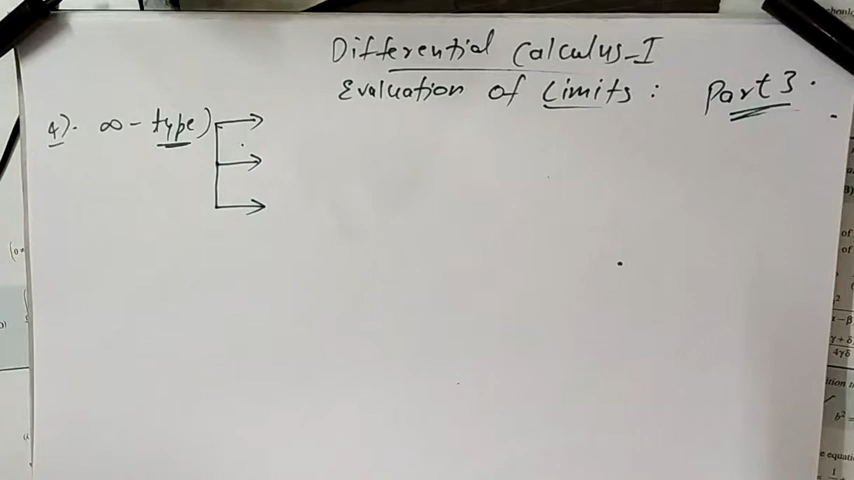 Differential Calculus-I
Evaluation of Limits : Part 3.
4). ∞ - type)